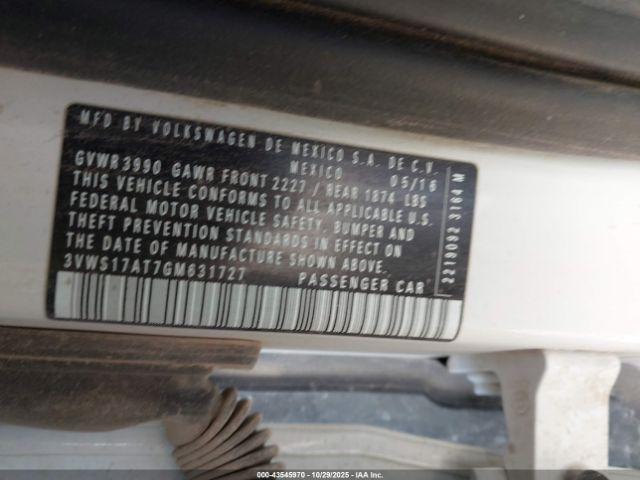 MFD BY VOLKSWAGEN DE MEXICO S.A. DE C.V.
MEXICO 05/16
GVWR 3990 GAWR FRONT 2227 / REAR 1874 LBS
THIS VEHICLE CONFORMS TO ALL APPLICABLE U.S.
FEDERAL MOTOR VEHICLE SAFETY, BUMPER AND
THEFT PREVENTION STANDARDS IN EFFECT ON
THE DATE OF MANUFACTURE SHOWN ABOVE.
3VWS17AT7GM631727 PASSENGER CAR
2219092 3164 M
000-43545970 - 10/29/2025 - IAAI, Inc.